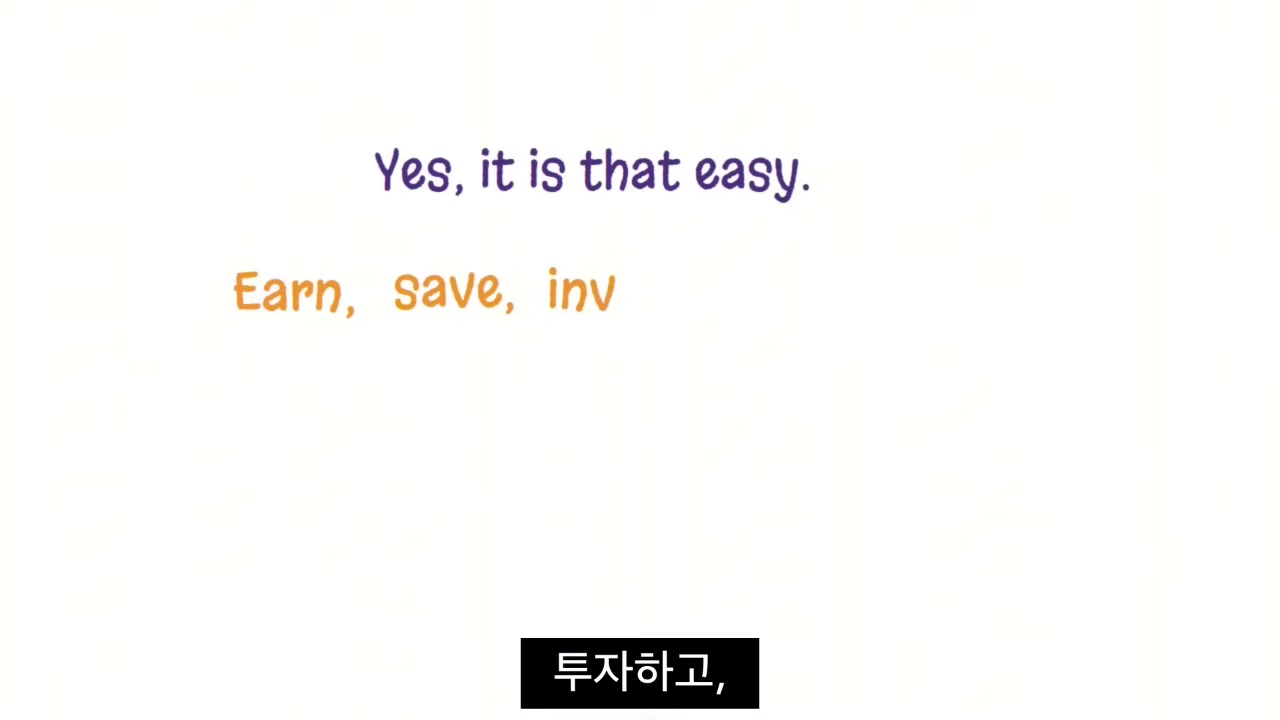 Yes, it is that easy.
Earn, save, inv
투자하고,